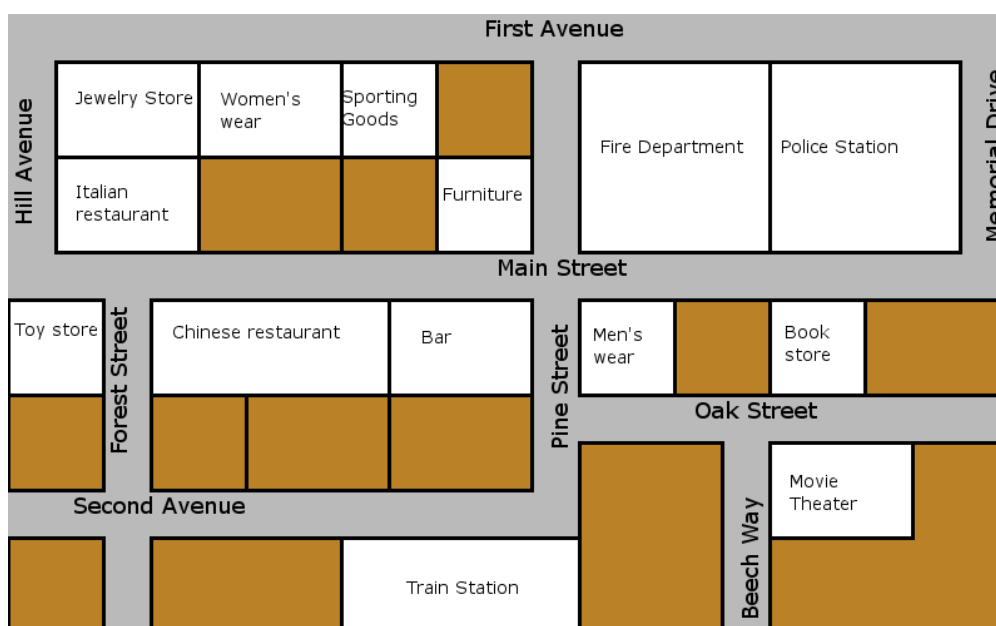 First Avenue
Jewelry Store
Women's
wear
Sporting
Goods
Fire Department
Police Station
Hill Avenue
Memorial Drive
Italian
restaurant
Furniture
Main Street
Toy store
Forest Street
Chinese restaurant
Bar
Pine Street
Men's
wear
Book
store
Oak Street
Second Avenue
Movie
Theater
Beech Way
Train Station